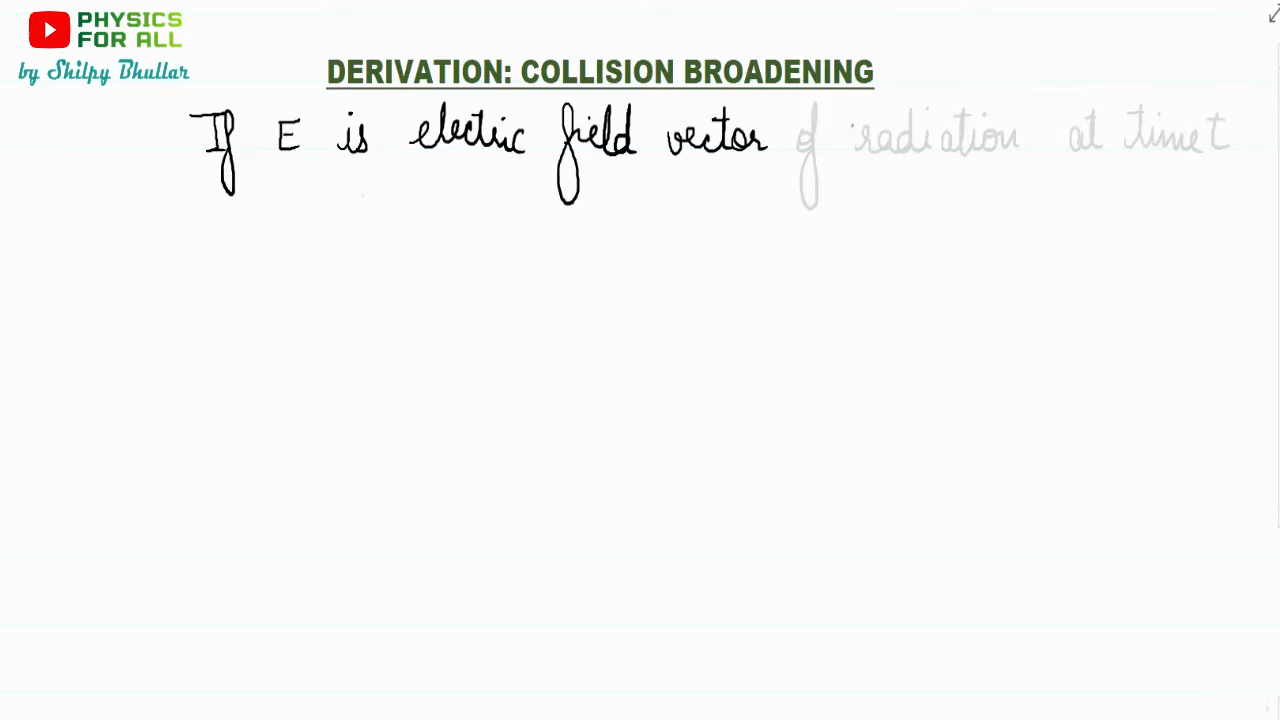 PHYSICS
FOR ALL
by Shilpy Bhullar
DERIVATION: COLLISION BROADENING
If E is electric field vector of radiation at time t